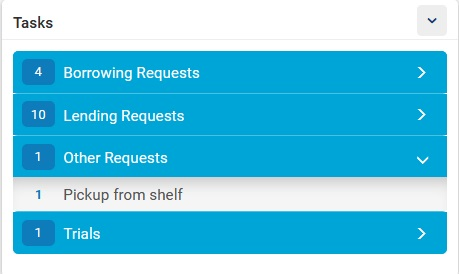 Tasks
4 Borrowing Requests
10 Lending Requests
1 Other Requests
1 Pickup from shelf
1 Trials